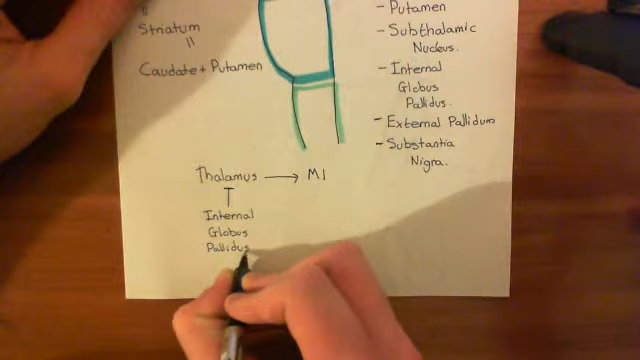 "
Striatum
"
Caudate + Putamen
- Putamen
- Subthalamic
Nucleus.
- Internal
Globus
Pallidus.
- External Pallidum
- Substantia
Nigra.
Thalamus → M1
Internal
Globus
Pallidus